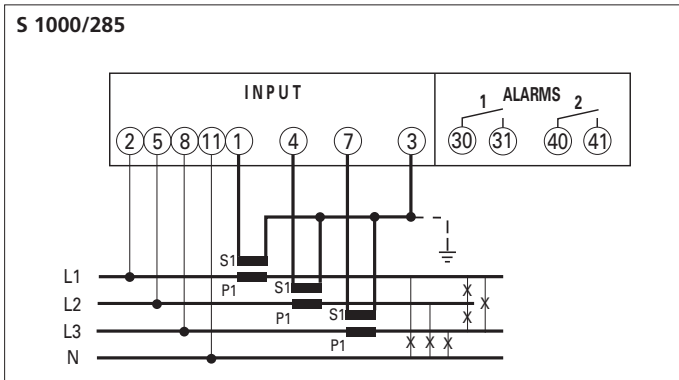 S 1000/285
INPUT
ALARMS
1 2
2 5 8 11 1 4 7 3 30 31 40 41
S1
L1
P1 S1
L2
P1 S1
L3
P1
N
X
X
X
X X X